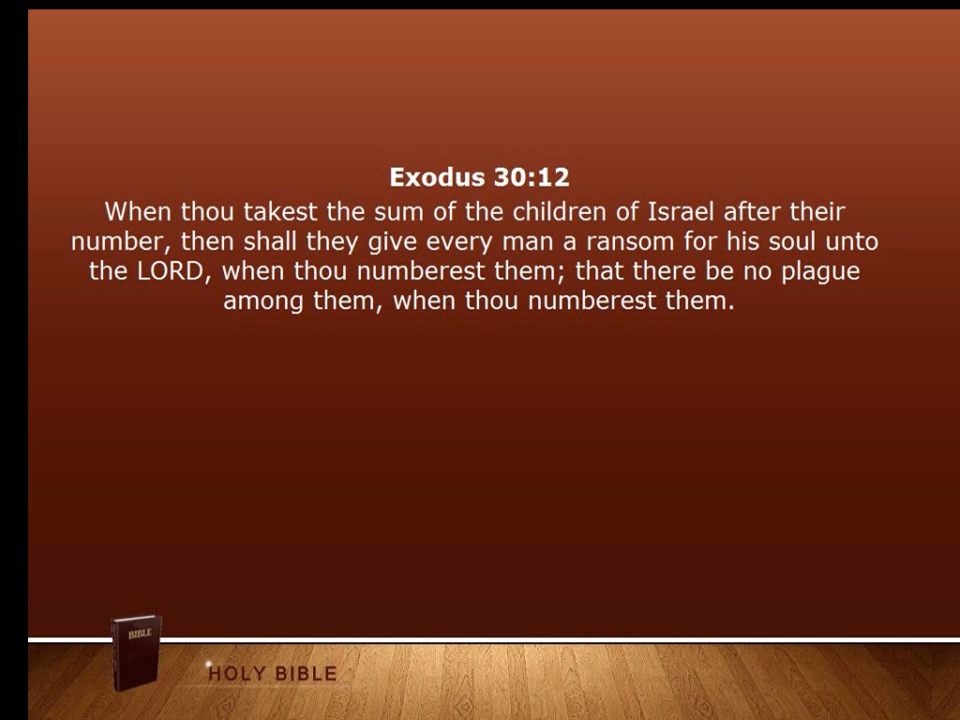 Exodus 30:12
When thou takest the sum of the children of Israel after their
number, then shall they give every man a ransom for his soul unto
the LORD, when thou numberest them; that there be no plague
among them, when thou numberest them.
BIBLE
HOLY BIBLE